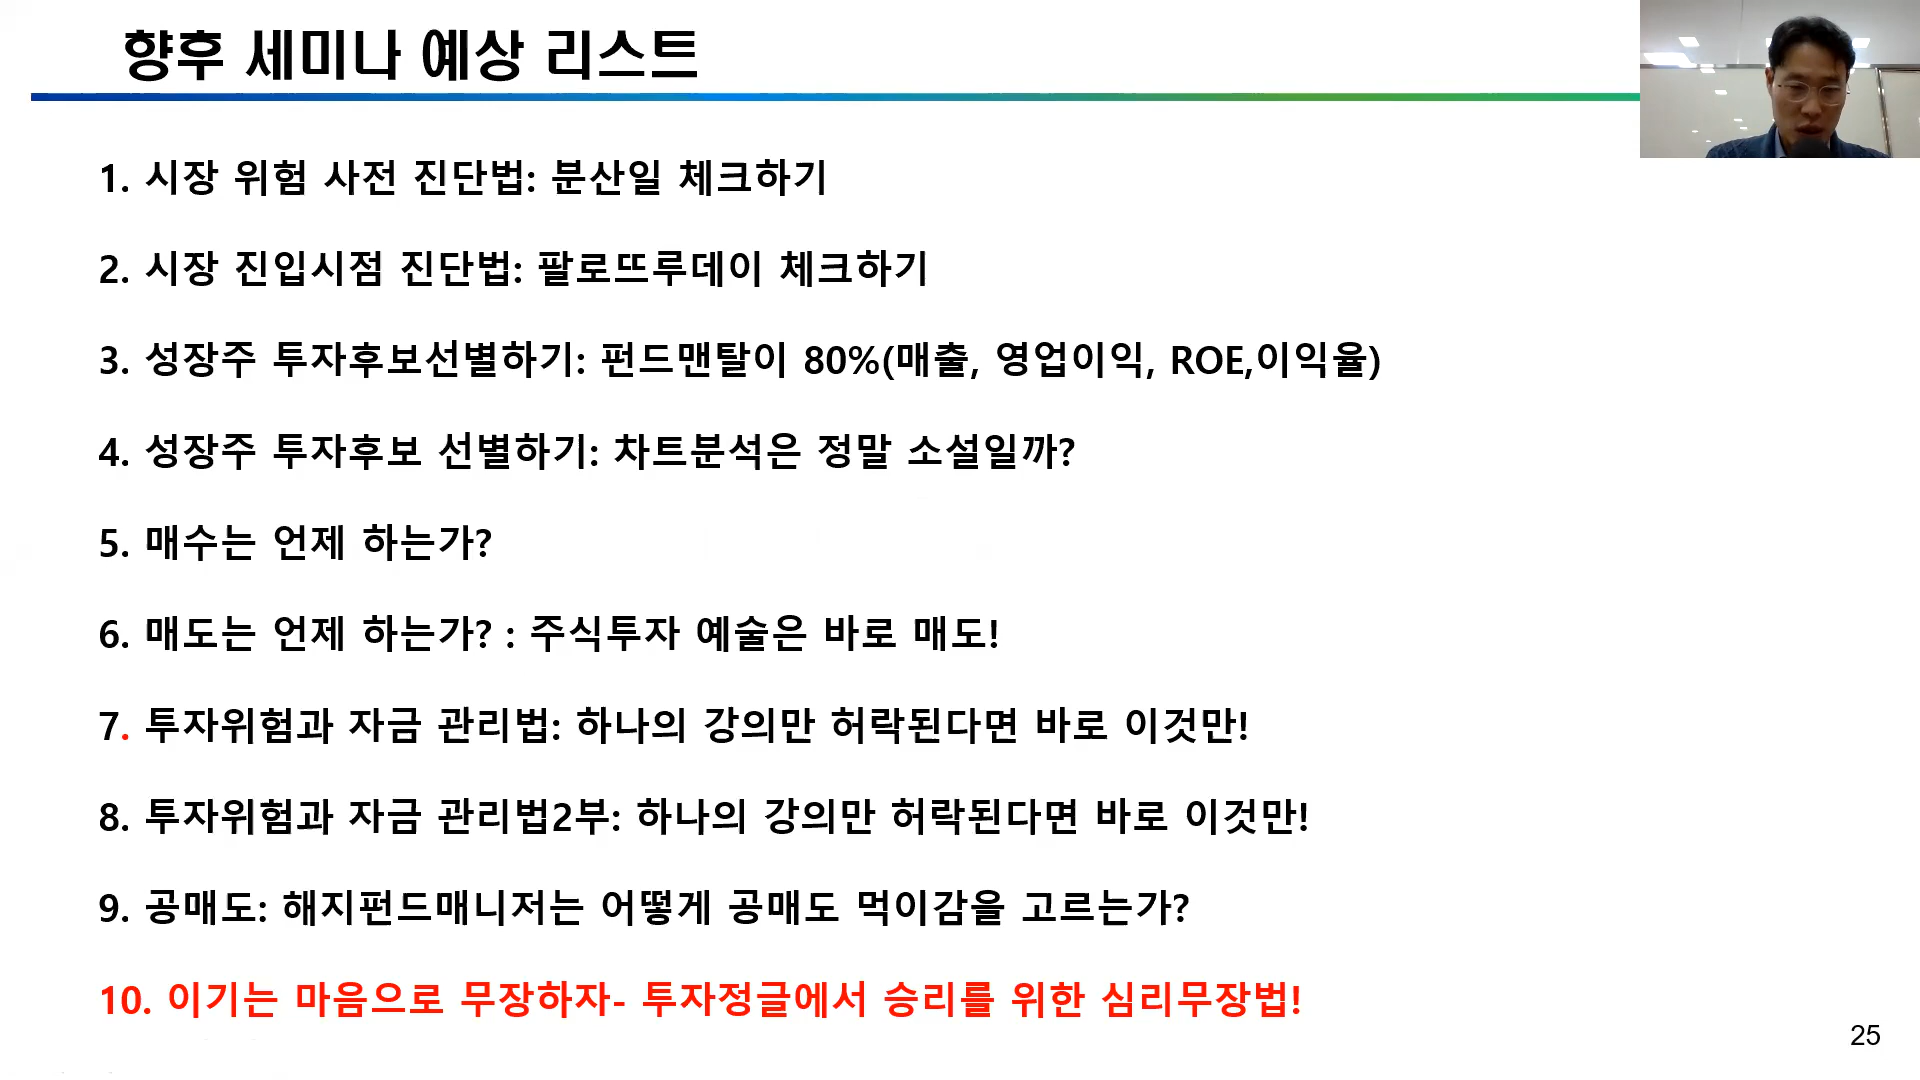 향후 세미나 예상 리스트
1. 시장 위험 사전 진단법: 분산일 체크하기
2. 시장 진입시점 진단법: 팔로뜨루데이 체크하기
3. 성장주 투자후보선별하기: 펀드맨탈이 80%(매출, 영업이익, ROE,이익율)
4. 성장주 투자후보 선별하기: 차트분석은 정말 소설일까?
5. 매수는 언제 하는가?
6. 매도는 언제 하는가? : 주식투자 예술은 바로 매도!
7. 투자위험과 자금 관리법: 하나의 강의만 허락된다면 바로 이것만!
8. 투자위험과 자금 관리법2부: 하나의 강의만 허락된다면 바로 이것만!
9. 공매도: 해지펀드매니저는 어떻게 공매도 먹이감을 고르는가?
10. 이기는 마음으로 무장하자- 투자정글에서 승리를 위한 심리무장법!
25